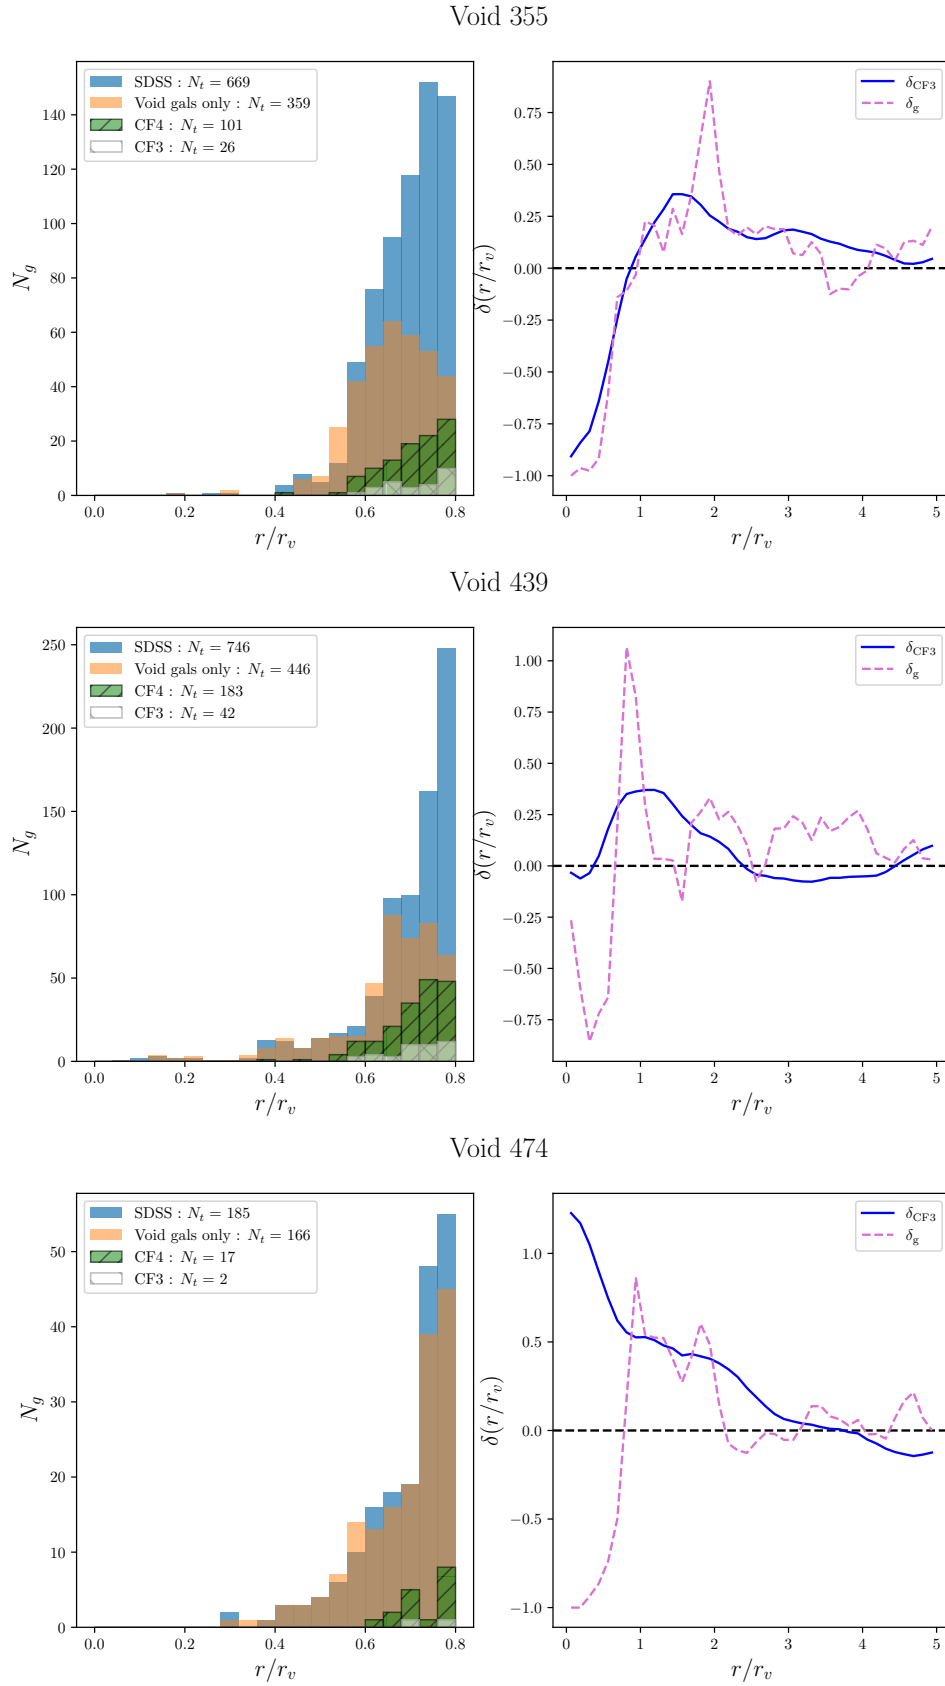 Void 355
SDSS : N_t = 669
Void gals only : N_t = 359
CF4 : N_t = 101
CF3 : N_t = 26
N_g
140
120
100
80
60
40
20
0
0.0 0.2 0.4 0.6 0.8
r/r_v
δ_CF3
δ_g
δ(r/r_v)
0.75
0.50
0.25
0.00
−0.25
−0.50
−0.75
−1.00
0 1 2 3 4 5
r/r_v
Void 439
SDSS : N_t = 746
Void gals only : N_t = 446
CF4 : N_t = 183
CF3 : N_t = 42
N_g
250
200
150
100
50
0
0.0 0.2 0.4 0.6 0.8
r/r_v
δ_CF3
δ_g
δ(r/r_v)
1.00
0.75
0.50
0.25
0.00
−0.25
−0.50
−0.75
0 1 2 3 4 5
r/r_v
Void 474
SDSS : N_t = 185
Void gals only : N_t = 166
CF4 : N_t = 17
CF3 : N_t = 2
N_g
50
40
30
20
10
0
0.0 0.2 0.4 0.6 0.8
r/r_v
δ_CF3
δ_g
δ(r/r_v)
1.0
0.5
0.0
−0.5
−1.0
0 1 2 3 4 5
r/r_v